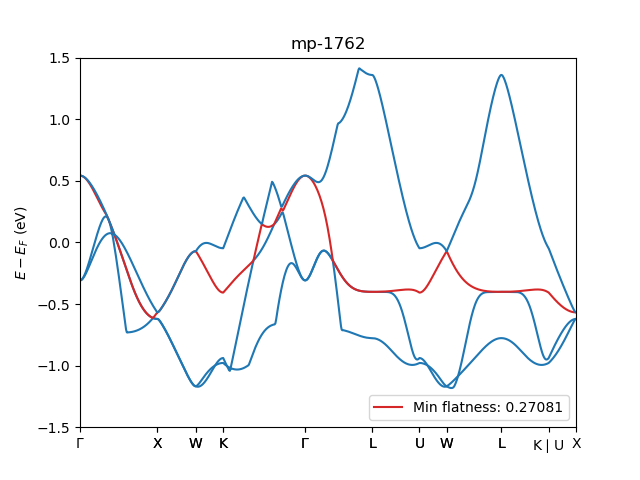 mp-1762
E − E_F (eV)
1.5
1.0
0.5
0.0
−0.5
−1.0
−1.5
Min flatness: 0.27081
Γ X W K Γ L U W L K | U X